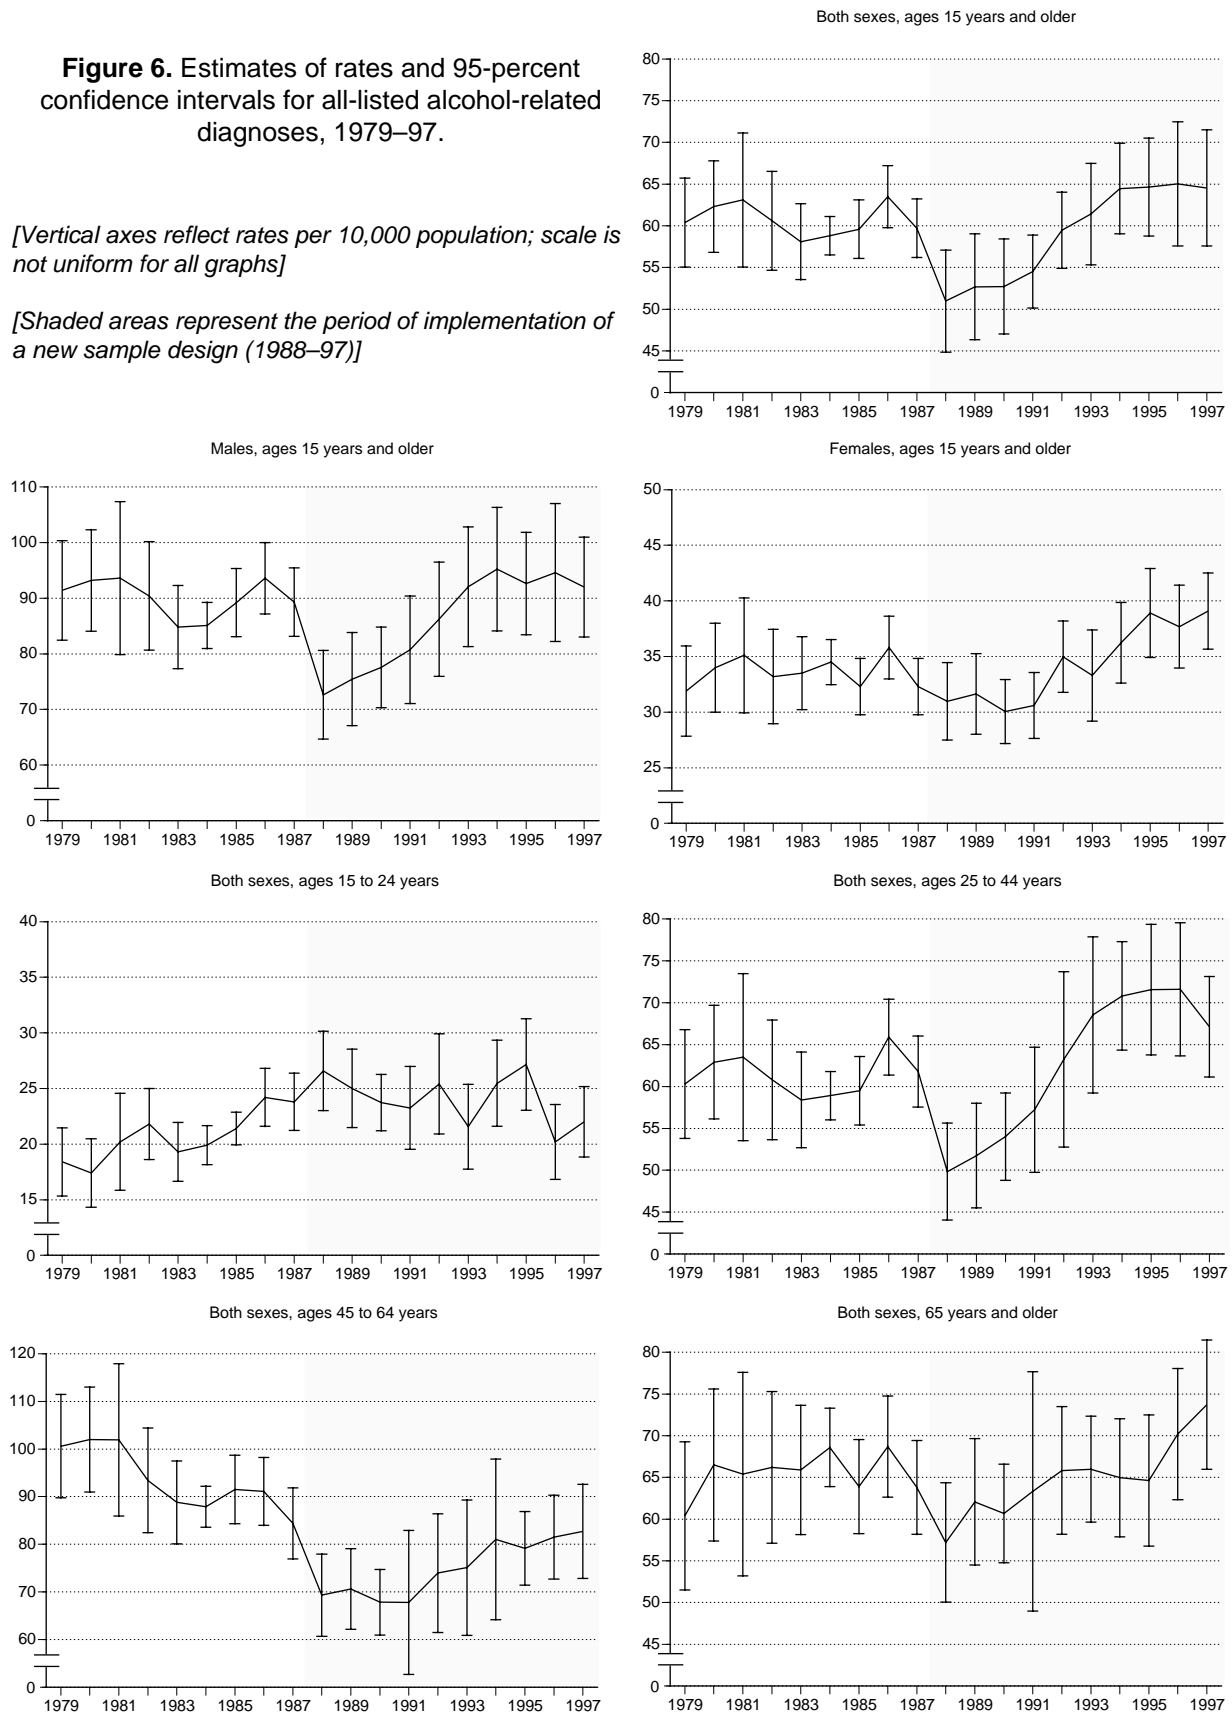 Figure 6. Estimates of rates and 95-percent
confidence intervals for all-listed alcohol-related
diagnoses, 1979–97.
[Vertical axes reflect rates per 10,000 population; scale is
not uniform for all graphs]
[Shaded areas represent the period of implementation of
a new sample design (1988–97)]
Both sexes, ages 15 years and older
80
75
70
65
60
55
50
45
0
1979 1981 1983 1985 1987 1989 1991 1993 1995 1997
Males, ages 15 years and older
110
100
90
80
70
60
0
1979 1981 1983 1985 1987 1989 1991 1993 1995 1997
Females, ages 15 years and older
50
45
40
35
30
25
0
1979 1981 1983 1985 1987 1989 1991 1993 1995 1997
Both sexes, ages 15 to 24 years
40
35
30
25
20
15
0
1979 1981 1983 1985 1987 1989 1991 1993 1995 1997
Both sexes, ages 25 to 44 years
80
75
70
65
60
55
50
45
0
1979 1981 1983 1985 1987 1989 1991 1993 1995 1997
Both sexes, ages 45 to 64 years
120
110
100
90
80
70
60
0
1979 1981 1983 1985 1987 1989 1991 1993 1995 1997
Both sexes, 65 years and older
80
75
70
65
60
55
50
45
0
1979 1981 1983 1985 1987 1989 1991 1993 1995 1997